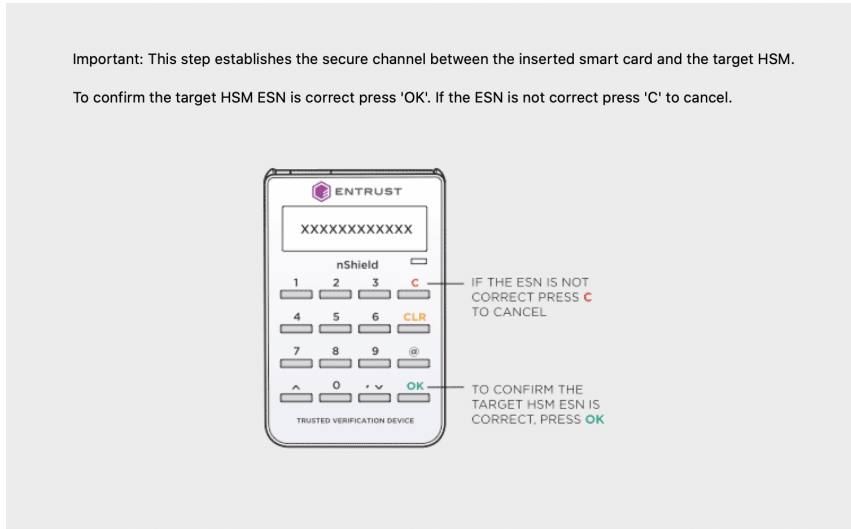 Important: This step establishes the secure channel between the inserted smart card and the target HSM.
To confirm the target HSM ESN is correct press 'OK'. If the ESN is not correct press 'C' to cancel.
ENTRUST
XXXXXXXXXXXX
nShield
1 2 3 C
4 5 6 CLR
7 8 9 @
^ 0 , ⌄ OK
TRUSTED VERIFICATION DEVICE
IF THE ESN IS NOT
CORRECT PRESS C
TO CANCEL
TO CONFIRM THE
TARGET HSM ESN IS
CORRECT, PRESS OK